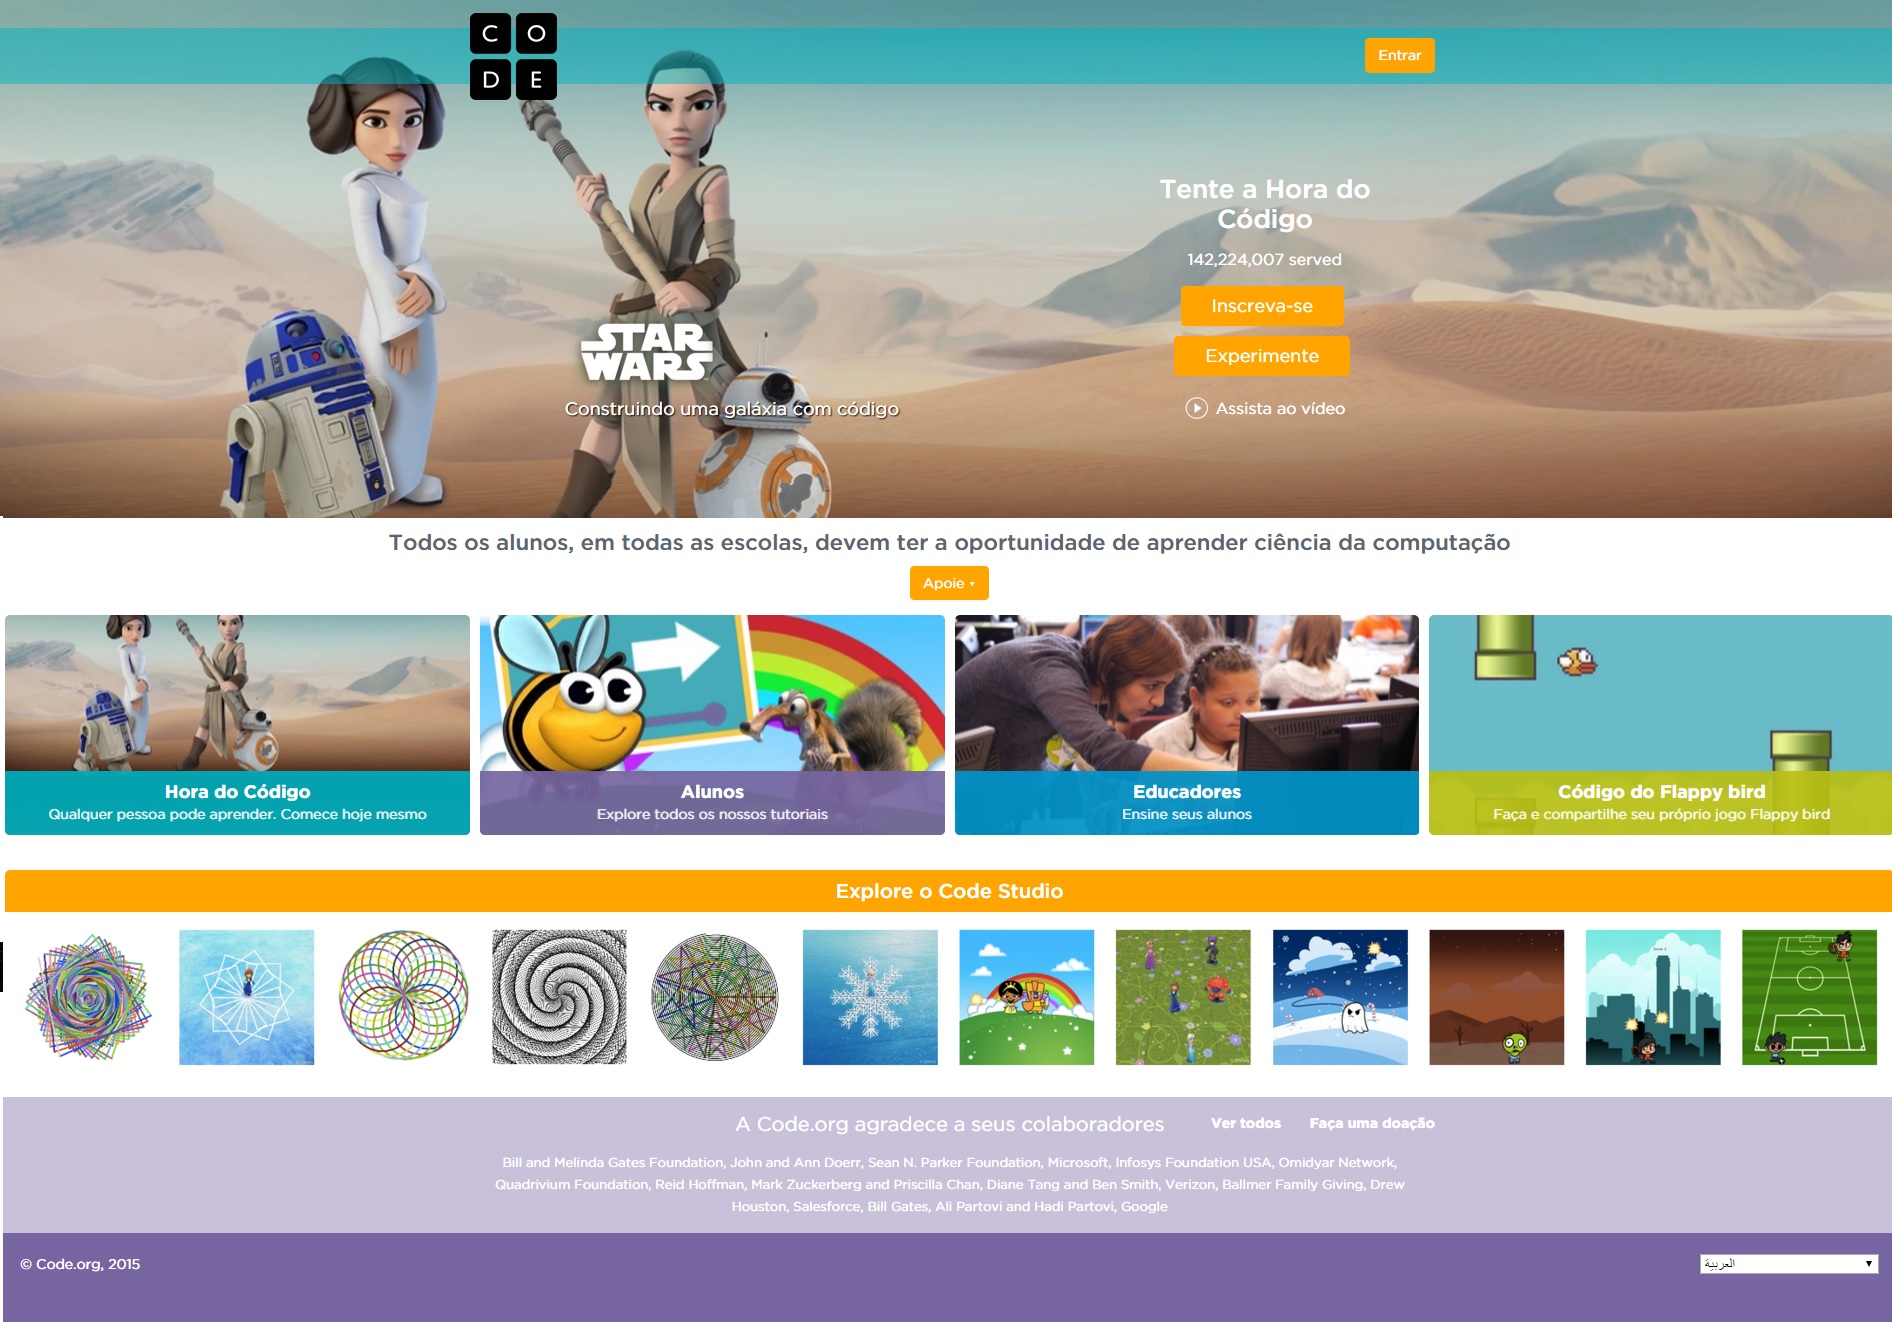 C O
D E
Entrar
Tente a Hora do
Código
142,224,007 served
Inscreva-se
Experimente
Assista ao vídeo
STAR
WARS
Construindo uma galáxia com código
Todos os alunos, em todas as escolas, devem ter a oportunidade de aprender ciência da computação
Apoie
Hora do Código
Qualquer pessoa pode aprender. Comece hoje mesmo
Alunos
Explore todos os nossos tutoriais
Educadores
Ensine seus alunos
Código do Flappy bird
Faça e compartilhe seu próprio jogo Flappy bird
Explore o Code Studio
A Code.org agradece a seus colaboradores
Ver todos
Faça uma doação
Bill and Melinda Gates Foundation, John and Ann Doerr, Sean N. Parker Foundation, Microsoft, Infosys Foundation USA, Omidyar Network,
Quadrivium Foundation, Reid Hoffman, Mark Zuckerberg and Priscilla Chan, Diane Tang and Ben Smith, Verizon, Ballmer Family Giving, Drew
Houston, Salesforce, Bill Gates, Ali Partovi and Hadi Partovi, Google
© Code.org, 2015
العربية